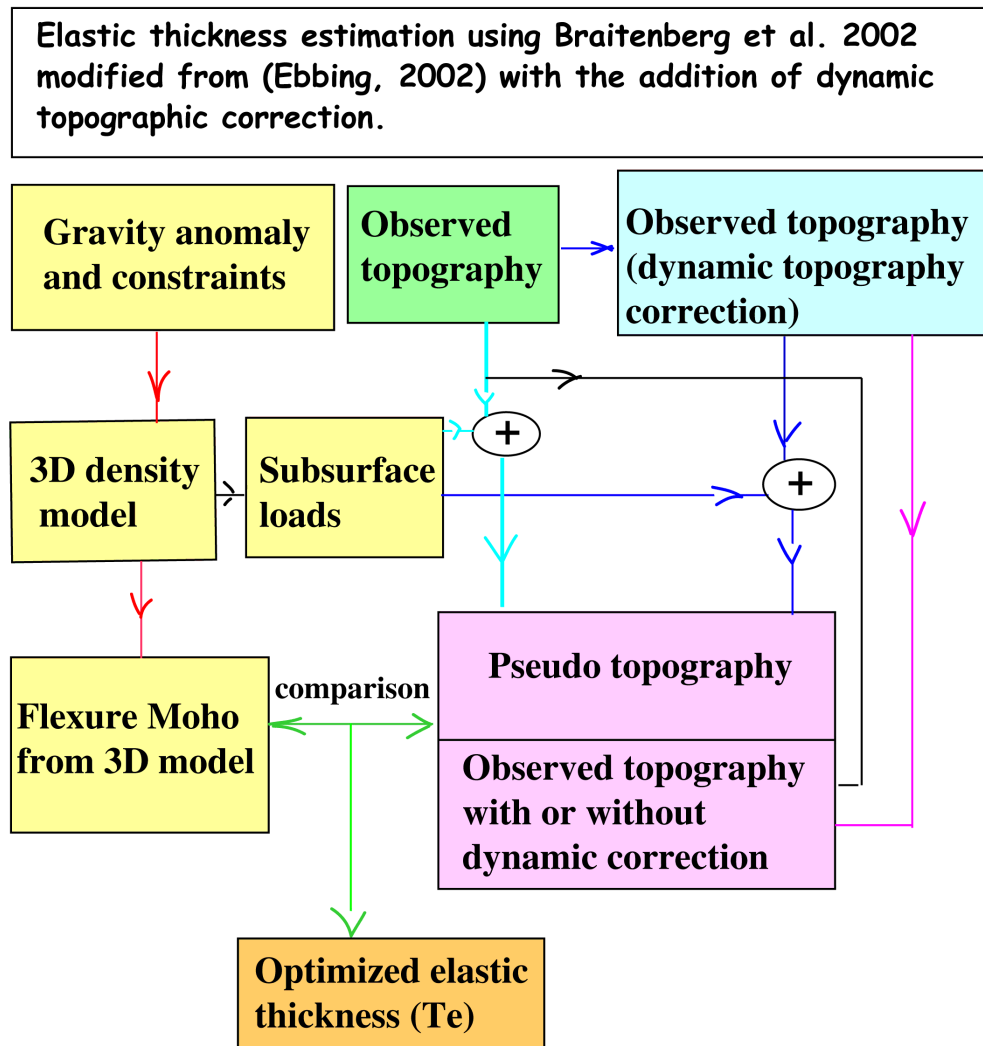 Elastic thickness estimation using Braitenberg et al. 2002
modified from (Ebbing, 2002) with the addition of dynamic
topographic correction.
Gravity anomaly
and constraints
Observed
topography
Observed topography
(dynamic topography
correction)
+
3D density
model
Subsurface
loads
+
Pseudo topography
comparison
Flexure Moho
from 3D model
Observed topography
with or without
dynamic correction
Optimized elastic
thickness (Te)